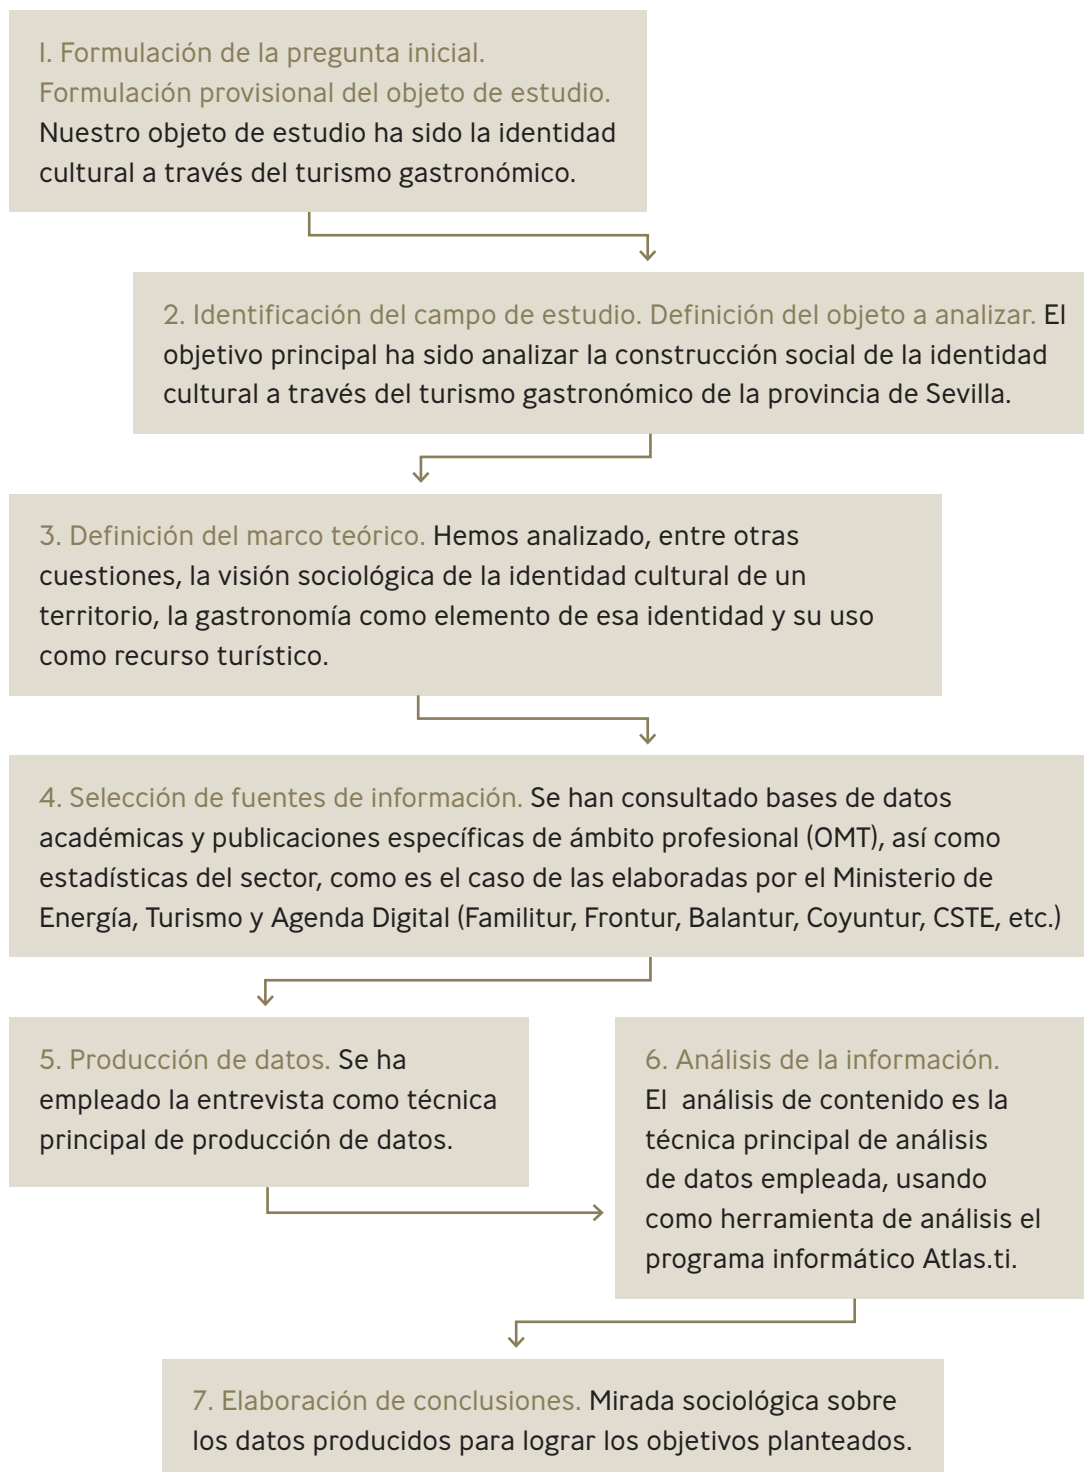 I. Formulación de la pregunta inicial.
Formulación provisional del objeto de estudio.
Nuestro objeto de estudio ha sido la identidad
cultural a través del turismo gastronómico.
2. Identificación del campo de estudio. Definición del objeto a analizar. El
objetivo principal ha sido analizar la construcción social de la identidad
cultural a través del turismo gastronómico de la provincia de Sevilla.
3. Definición del marco teórico. Hemos analizado, entre otras
cuestiones, la visión sociológica de la identidad cultural de un
territorio, la gastronomía como elemento de esa identidad y su uso
como recurso turístico.
4. Selección de fuentes de información. Se han consultado bases de datos
académicas y publicaciones específicas de ámbito profesional (OMT), así como
estadísticas del sector, como es el caso de las elaboradas por el Ministerio de
Energía, Turismo y Agenda Digital (Familitur, Frontur, Balantur, Coyuntur, CSTE, etc.)
5. Producción de datos. Se ha
empleado la entrevista como técnica
principal de producción de datos.
6. Análisis de la información.
El análisis de contenido es la
técnica principal de análisis
de datos empleada, usando
como herramienta de análisis el
programa informático Atlas.ti.
7. Elaboración de conclusiones. Mirada sociológica sobre
los datos producidos para lograr los objetivos planteados.